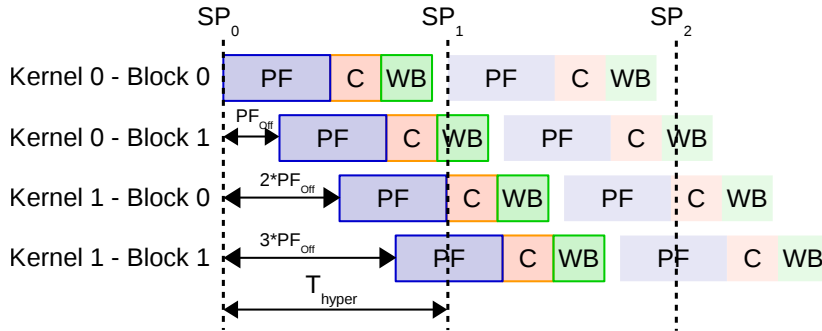 SP0 SP1 SP2
Kernel 0 - Block 0 PF C WB PF C WB
PFOff
Kernel 0 - Block 1 PF C WB PF C WB
2*PFOff
Kernel 1 - Block 0 PF C WB PF C WB
3*PFOff
Kernel 1 - Block 1 PF C WB PF C WB
Thyper